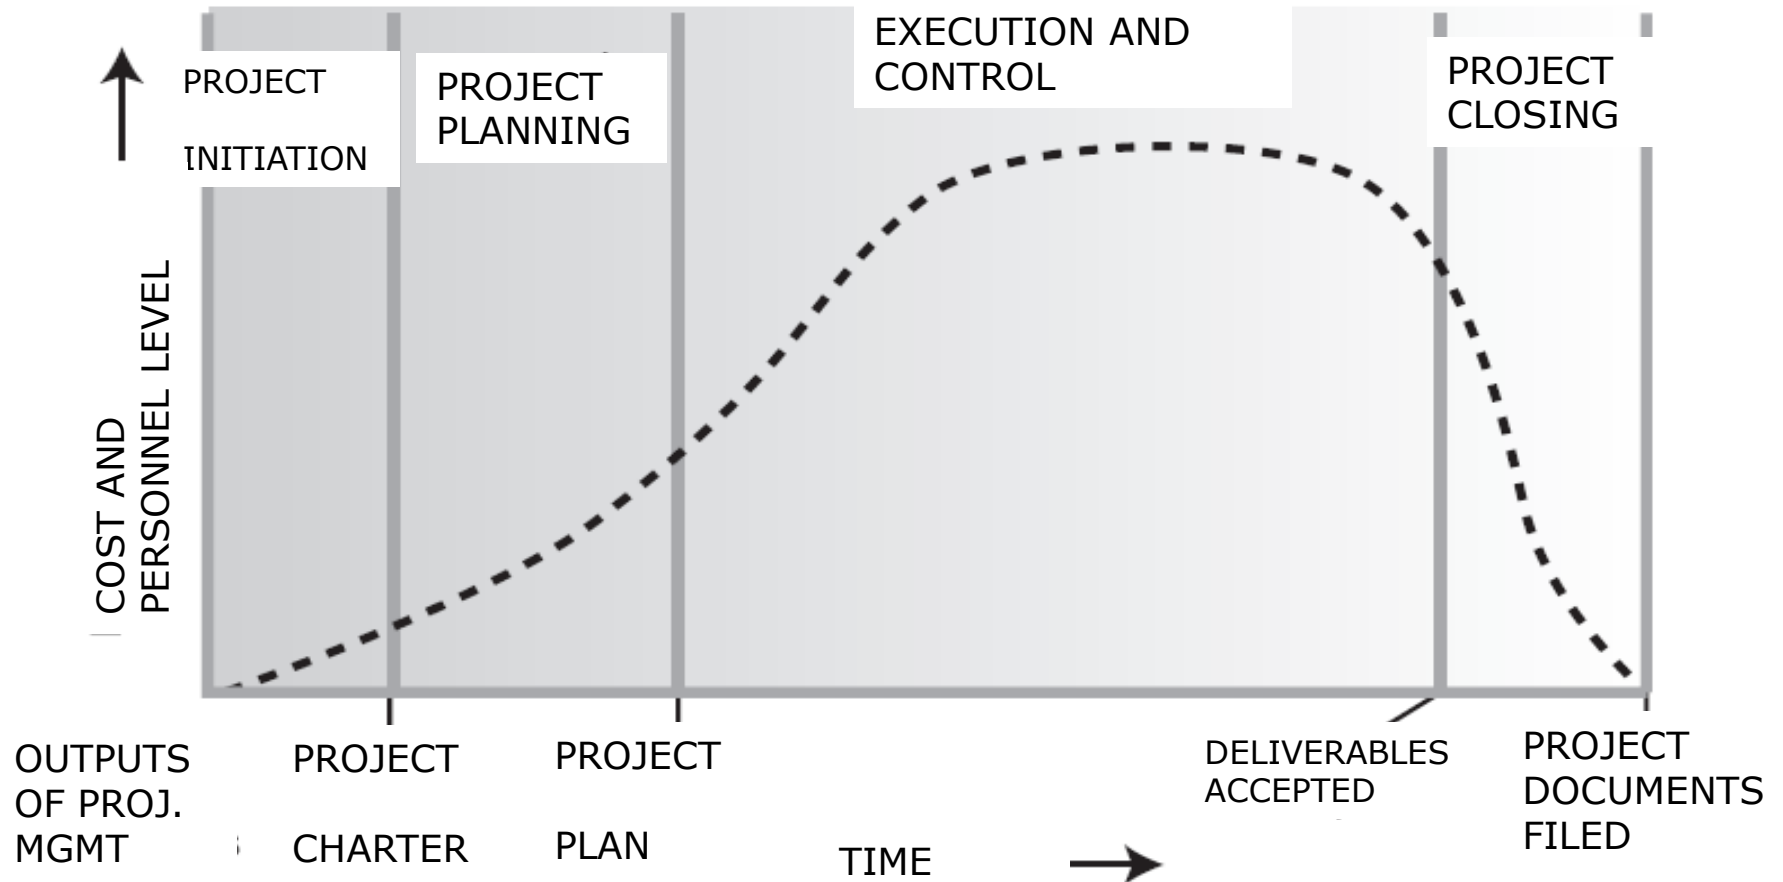 EXECUTION AND
CONTROL
PROJECT
INITIATION
PROJECT
PLANNING
PROJECT
CLOSING
COST AND
PERSONNEL LEVEL
OUTPUTS
OF PROJ.
MGMT
PROJECT
CHARTER
PROJECT
PLAN
TIME
DELIVERABLES
ACCEPTED
PROJECT
DOCUMENTS
FILED